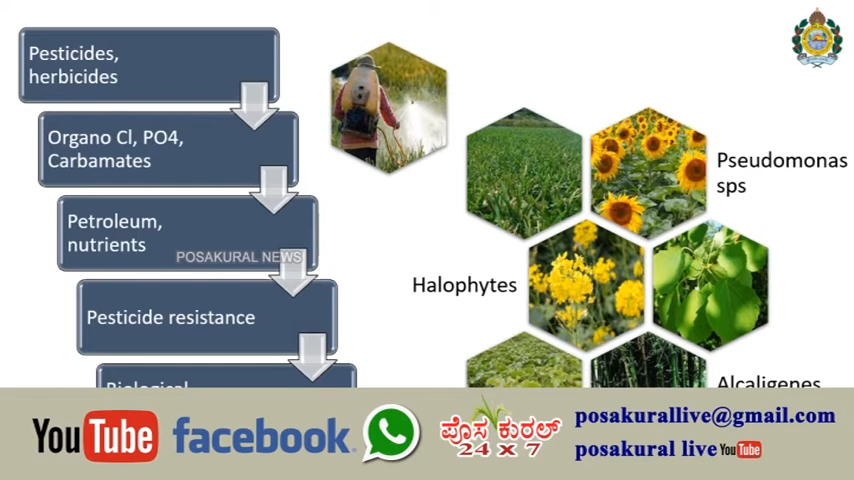 Pesticides,
herbicides
Organo Cl, PO4,
Carbamates
Petroleum,
nutrients
POSAKURAL NEWS
Pesticide resistance
Biological
Pseudomonas
sps
Halophytes
Alcaligenes
YouTube
facebook
ಪೊಸ ಕುರಲ್
24 x 7
posakurallive@gmail.com
posakural live YouTube